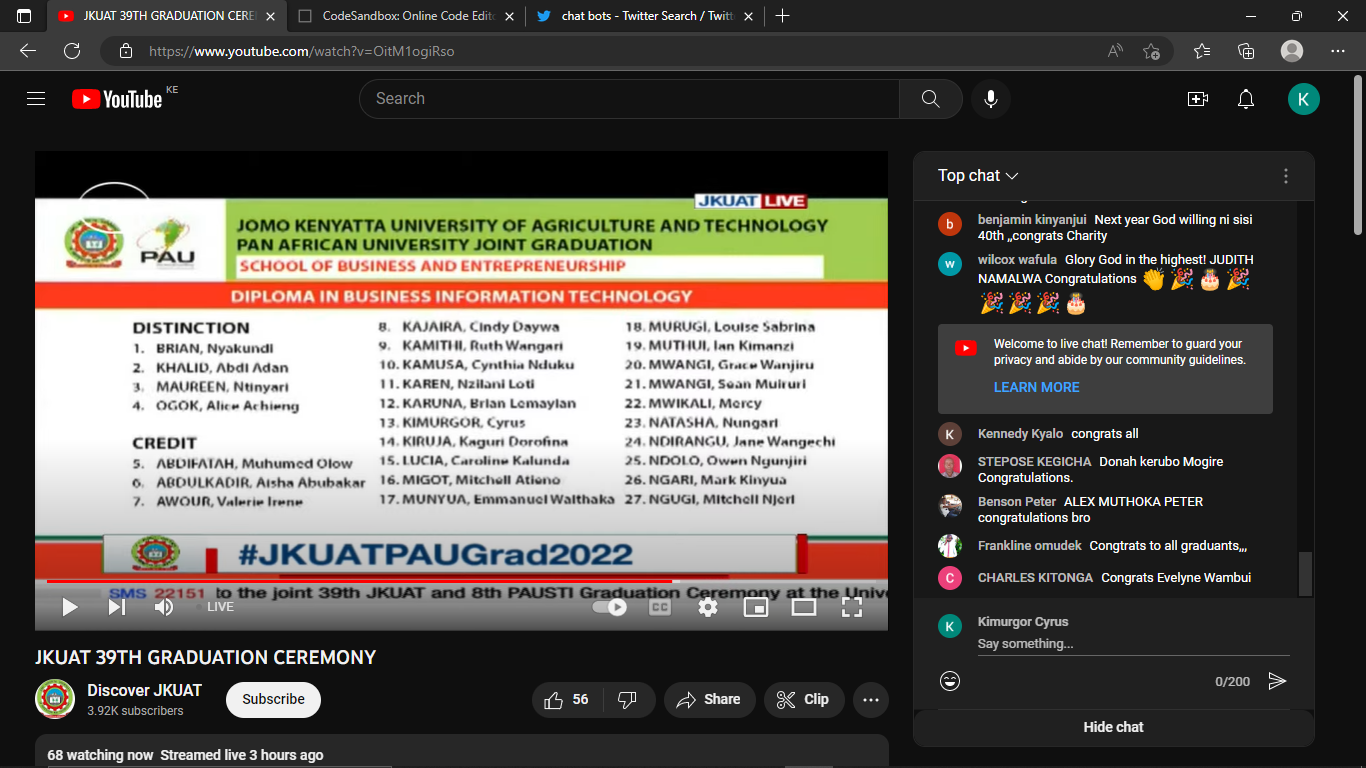 JKUAT 39TH GRADUATION CERE
CodeSandbox: Online Code Edito
chat bots - Twitter Search / Twitt
https://www.youtube.com/watch?v=OitM1ogiRso
YouTube KE
Search
K
JKUAT LIVE
JOMO KENYATTA UNIVERSITY OF AGRICULTURE AND TECHNOLOGY
PAN AFRICAN UNIVERSITY JOINT GRADUATION
PAU
SCHOOL OF BUSINESS AND ENTREPRENEURSHIP
DIPLOMA IN BUSINESS INFORMATION TECHNOLOGY
DISTINCTION
1. BRIAN, Nyakundi
2. KHALID, Abdi Adan
3. MAUREEN, Ntinyari
4. OGOK, Alice Achieng
CREDIT
5. ABDIFATAH, Muhumed Olow
6. ABDULKADIR, Aisha Abubakar
7. AWOUR, Valerie Irene
8. KAJAIRA, Cindy Daywa
9. KAMITHI, Ruth Wangari
10. KAMUSA, Cynthia Nduku
11. KAREN, Nzilani Loti
12. KARUNA, Brian Lemayian
13. KIMURGOR, Cyrus
14. KIRUJA, Kaguri Dorofina
15. LUCIA, Caroline Kalunda
16. MIGOT, Mitchell Atieno
17. MUNYUA, Emmanuel Waithaka
18. MURUGI, Louise Sabrina
19. MUTHUI, Ian Kimanzi
20. MWANGI, Grace Wanjiru
21. MWANGI, Sean Muiruri
22. MWIKALI, Mercy
23. NATASHA, Nungari
24. NDIRANGU, Jane Wangechi
25. NDOLO, Owen Ngunjiri
26. NGARI, Mark Kinyua
27. NGUGI, Mitchell Njeri
#JKUATPAUGrad2022
SMS 22151 to the joint 39th JKUAT and 8th PAUSTI Graduation Ceremony at the Unive
LIVE
CC
JKUAT 39TH GRADUATION CEREMONY
Discover JKUAT
3.92K subscribers
Subscribe
56
Share
Clip
68 watching now Streamed live 3 hours ago
Top chat
b benjamin kinyanjui Next year God willing ni sisi
40th ,,congrats Charity
w wilcox wafula Glory God in the highest! JUDITH
NAMALWA Congratulations 👏🎉🎂🎉
🎉🎉🎉🎂
Welcome to live chat! Remember to guard your
privacy and abide by our community guidelines.
LEARN MORE
K Kennedy Kyalo congrats all
STEPOSE KEGICHA Donah kerubo Mogire
Congratulations.
Benson Peter ALEX MUTHOKA PETER
congratulations bro
Frankline omudek Congtrats to all graduants,,,
C CHARLES KITONGA Congrats Evelyne Wambui
K Kimurgor Cyrus
Say something...
0/200
Hide chat